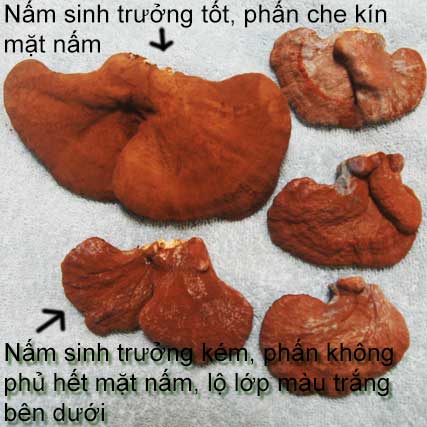 Nấm sinh trưởng tốt, phấn che kín
mặt nấm
Nấm sinh trưởng kém, phấn không
phủ hết mặt nấm, lộ lớp màu trắng
bên dưới